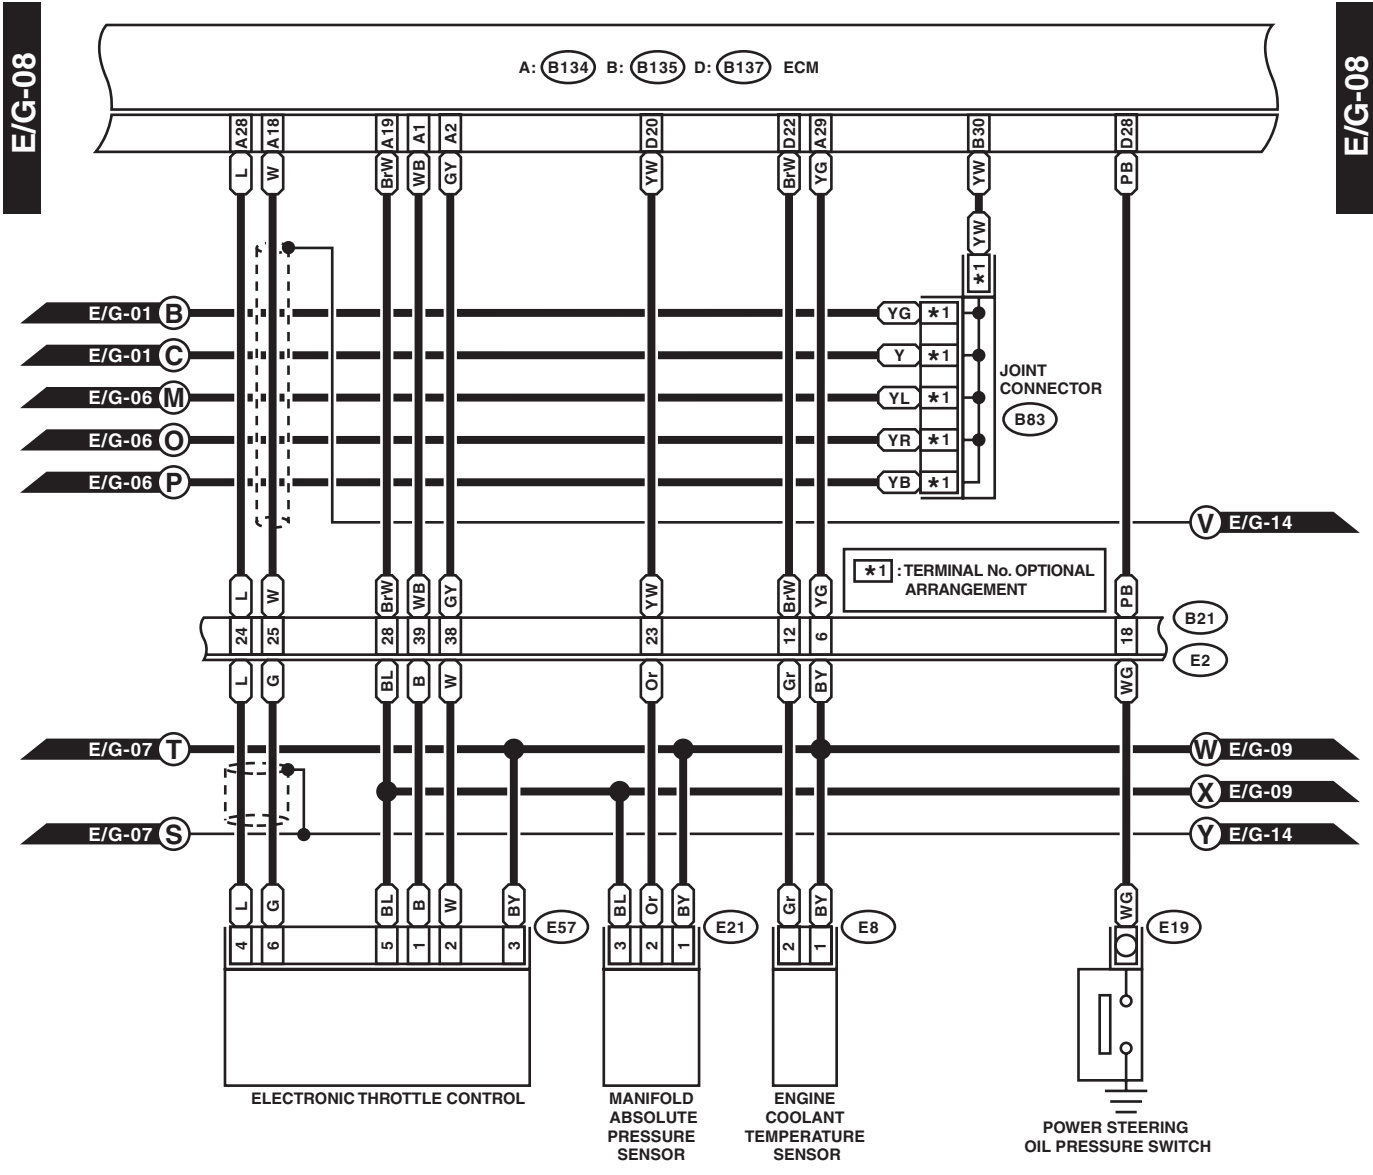 E/G-08
E/G-08
A: B134 B: B135 D: B137 ECM
A28 A18 A19 A1 A2 D20 D22 A29 B30 D28
L W BrW WB GY YW BrW YG YW PB
YW
*1
E/G-01 B YG *1
E/G-01 C Y *1
E/G-06 M YL *1
E/G-06 O YR *1
E/G-06 P YB *1
JOINT
CONNECTOR
B83
V E/G-14
*1 : TERMINAL No. OPTIONAL
ARRANGEMENT
L W BrW WB GY YW BrW YG PB
24 25 28 39 38 23 12 6 18
B21
E2
L G BL B W Or Gr BY WG
E/G-07 T W E/G-09
X E/G-09
E/G-07 S Y E/G-14
L G BL B W BY BL Or BY Gr BY WG
E57 E21 E8 E19
4 6 5 1 2 3 3 2 1 2 1
ELECTRONIC THROTTLE CONTROL
MANIFOLD
ABSOLUTE
PRESSURE
SENSOR
ENGINE
COOLANT
TEMPERATURE
SENSOR
POWER STEERING
OIL PRESSURE SWITCH